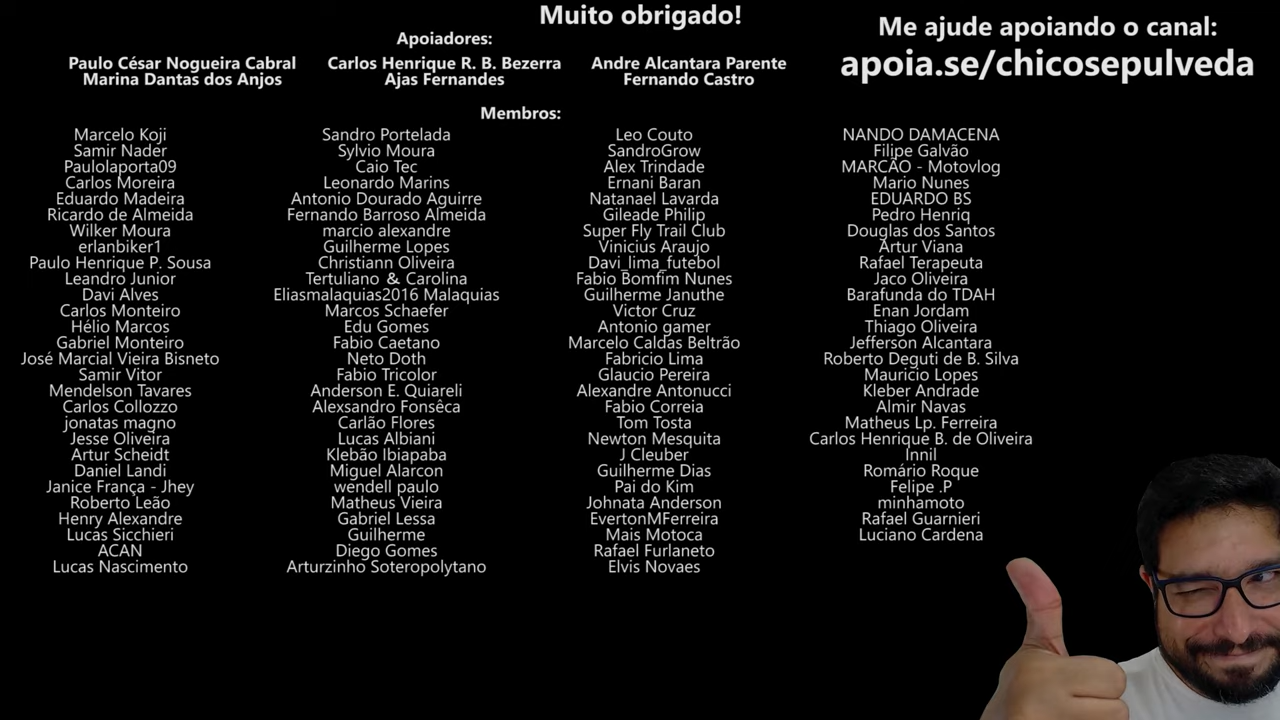 Muito obrigado!
Me ajude apoiando o canal:
apoia.se/chicosepulveda
Apoiadores:
Paulo César Nogueira Cabral
Marina Dantas dos Anjos
Carlos Henrique R. B. Bezerra
Ajas Fernandes
Andre Alcantara Parente
Fernando Castro
Membros:
Marcelo Koji
Samir Nader
Paulolaporta09
Carlos Moreira
Eduardo Madeira
Ricardo de Almeida
Wilker Moura
erlanbiker1
Paulo Henrique P. Sousa
Leandro Junior
Davi Alves
Carlos Monteiro
Hélio Marcos
Gabriel Monteiro
José Marcial Vieira Bisneto
Samir Vitor
Mendelson Tavares
Carlos Collozzo
jonatas magno
Jesse Oliveira
Artur Scheidt
Daniel Landi
Janice França - Jhey
Roberto Leão
Henry Alexandre
Lucas Sicchieri
ACAN
Lucas Nascimento
Sandro Portelada
Sylvio Moura
Caio Tec
Leonardo Marins
Antonio Dourado Aguirre
Fernando Barroso Almeida
marcio alexandre
Guilherme Lopes
Christiann Oliveira
Tertuliano & Carolina
Eliasmalaquias2016 Malaquias
Marcos Schaefer
Edu Gomes
Fabio Caetano
Neto Doth
Fabio Tricolor
Anderson E. Quiareli
Alexsandro Fonsêca
Carlão Flores
Lucas Albiani
Klebão Ibiapaba
Miguel Alarcon
wendell paulo
Matheus Vieira
Gabriel Lessa
Guilherme
Diego Gomes
Arturzinho Soteropolytano
Leo Couto
SandroGrow
Alex Trindade
Ernani Baran
Natanael Lavarda
Gileade Philip
Super Fly Trail Club
Vinicius Araujo
Davi_lima_futebol
Fabio Bomfim Nunes
Guilherme Januthe
Victor Cruz
Antonio gamer
Marcelo Caldas Beltrão
Fabricio Lima
Glaucio Pereira
Alexandre Antonucci
Fabio Correia
Tom Tosta
Newton Mesquita
J Cleuber
Guilherme Dias
Pai do Kim
Johnata Anderson
EvertonMFerreira
Mais Motoca
Rafael Furlaneto
Elvis Novaes
NANDO DAMACENA
Filipe Galvão
MARCÃO - Motovlog
Mario Nunes
EDUARDO BS
Pedro Henriq
Douglas dos Santos
Artur Viana
Rafael Terapeuta
Jaco Oliveira
Barafunda do TDAH
Enan Jordam
Thiago Oliveira
Jefferson Alcantara
Roberto Deguti de B. Silva
Mauricio Lopes
Kleber Andrade
Almir Navas
Matheus Lp. Ferreira
Carlos Henrique B. de Oliveira
Innil
Romário Roque
Felipe .P
minhamoto
Rafael Guarnieri
Luciano Cardena